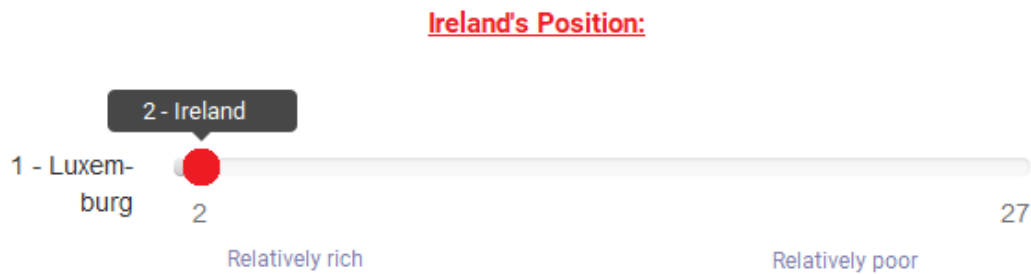 Ireland's Position:
2 - Ireland
1 - Luxem-
burg
2
27
Relatively rich
Relatively poor